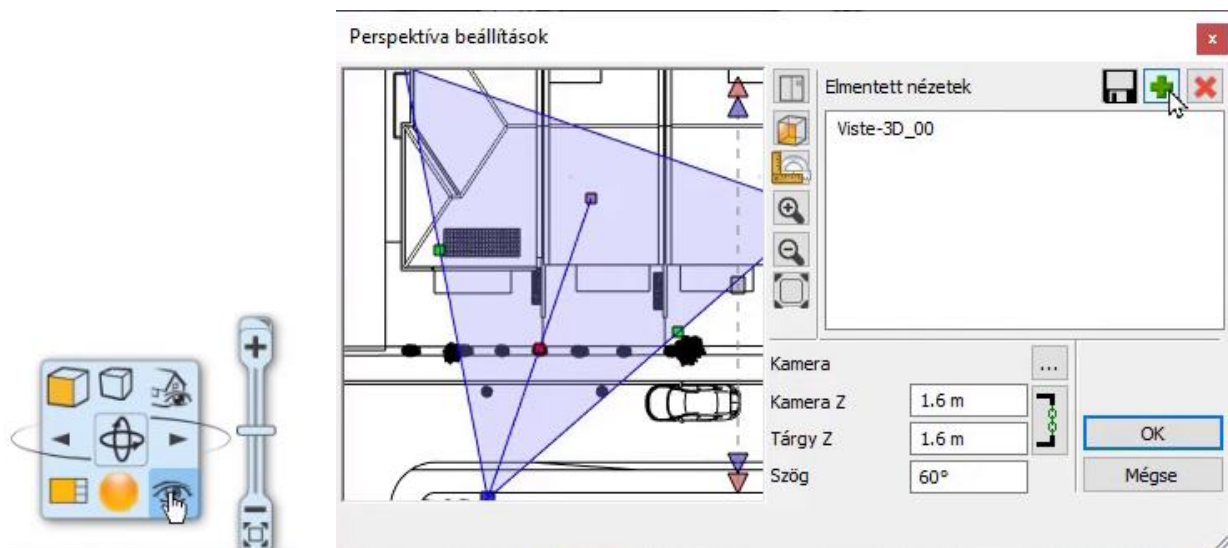 Perspektíva beállítások
Elmentett nézetek
Viste-3D_00
Kamera
...
Kamera Z 1.6 m
Tárgy Z 1.6 m
Szög 60°
OK
Mégse